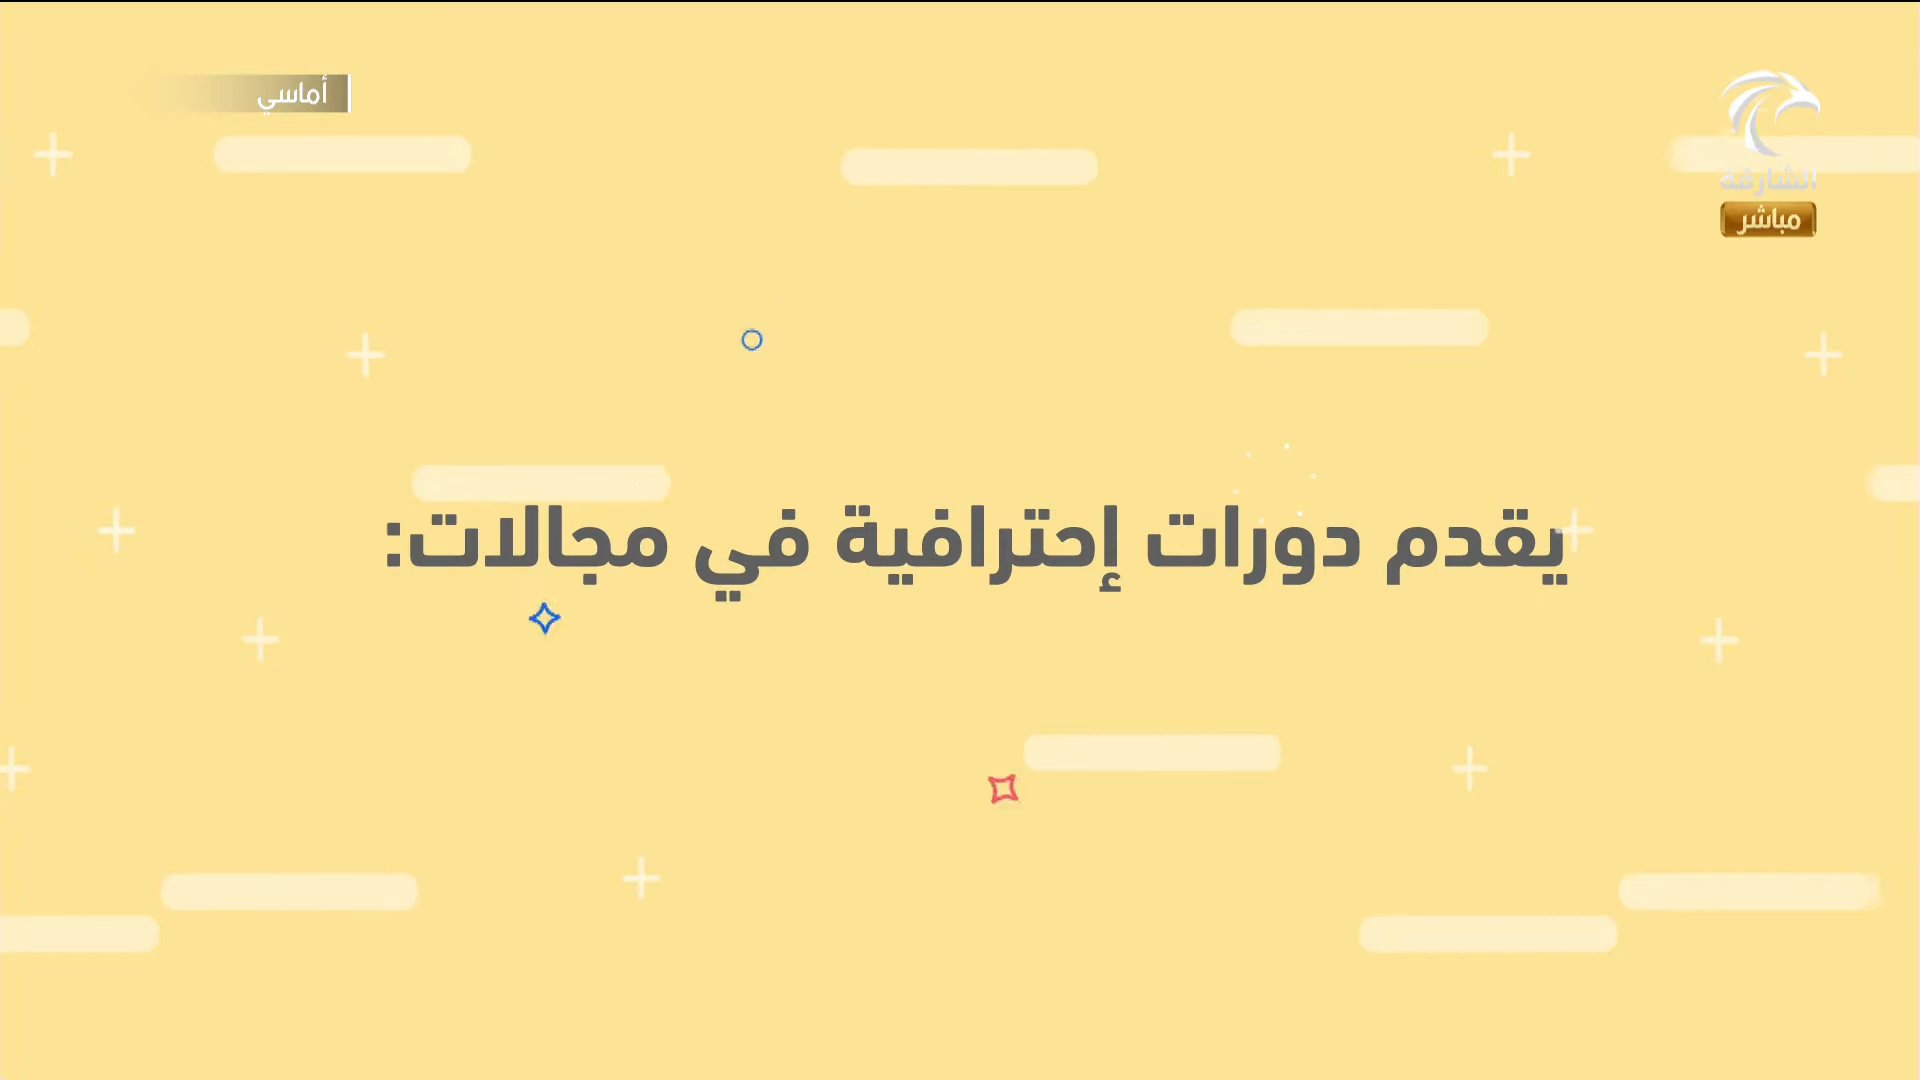 أماسي
الشارقة
مباشر
يقدم دورات إحترافية في مجالات: